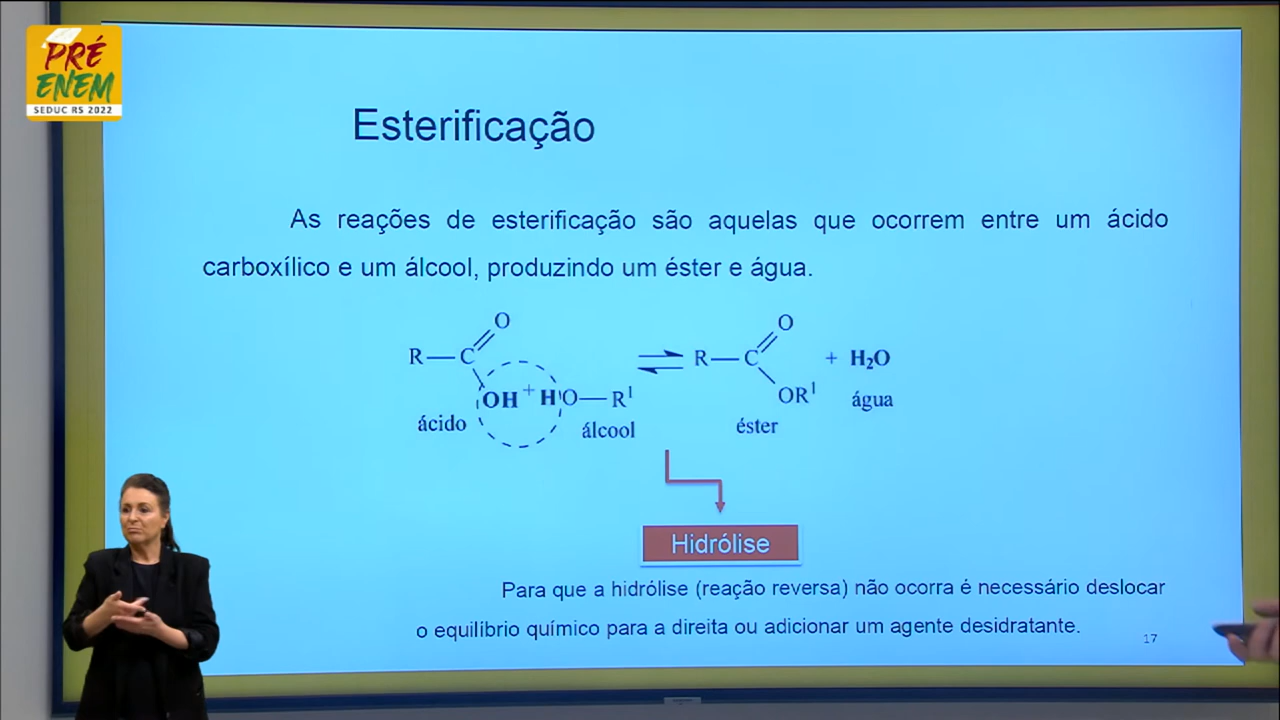 PRÉ
ENEM
SEDUC RS 2022
Esterificação
As reações de esterificação são aquelas que ocorrem entre um ácido
carboxílico e um álcool, produzindo um éster e água.
O O
R—C R—C + H₂O
OH + HO—R¹ OR¹ água
ácido álcool éster
Hidrólise
Para que a hidrólise (reação reversa) não ocorra é necessário deslocar
o equilíbrio químico para a direita ou adicionar um agente desidratante.
17